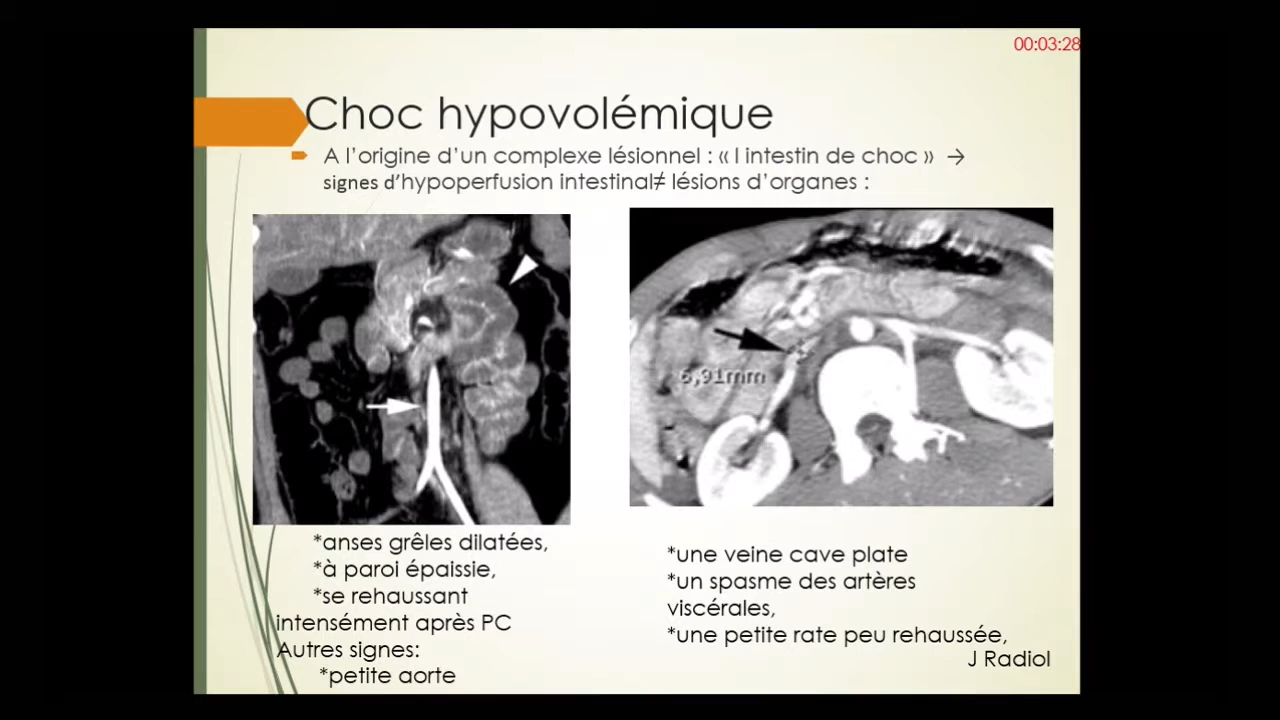 00:03:28
Choc hypovolémique
A l’origine d’un complexe lésionnel : « l intestin de choc » →
signes d’hypoperfusion intestinal≠ lésions d’organes :
6,91mm
*anses grêles dilatées,
*à paroi épaissie,
*se rehaussant
intensément après PC
Autres signes:
*petite aorte
*une veine cave plate
*un spasme des artères
viscérales,
*une petite rate peu rehaussée,
J Radiol